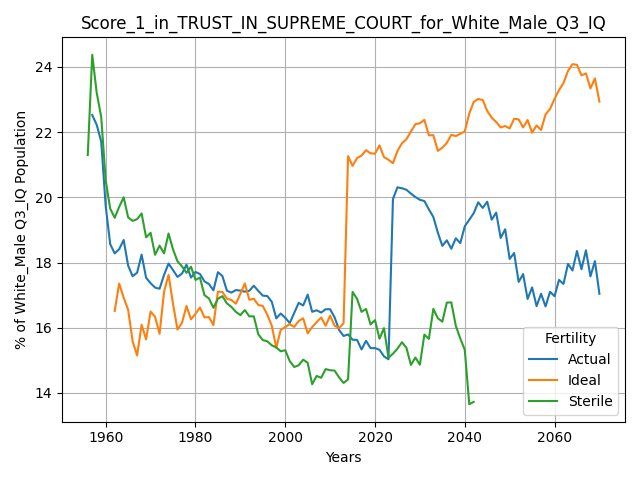 Score_1_in_TRUST_IN_SUPREME_COURT_for_White_Male_Q3_IQ
% of White_Male Q3_IQ Population
24
22
20
18
16
14
1960 1980 2000 2020 2040 2060
Years
Fertility
Actual
Ideal
Sterile